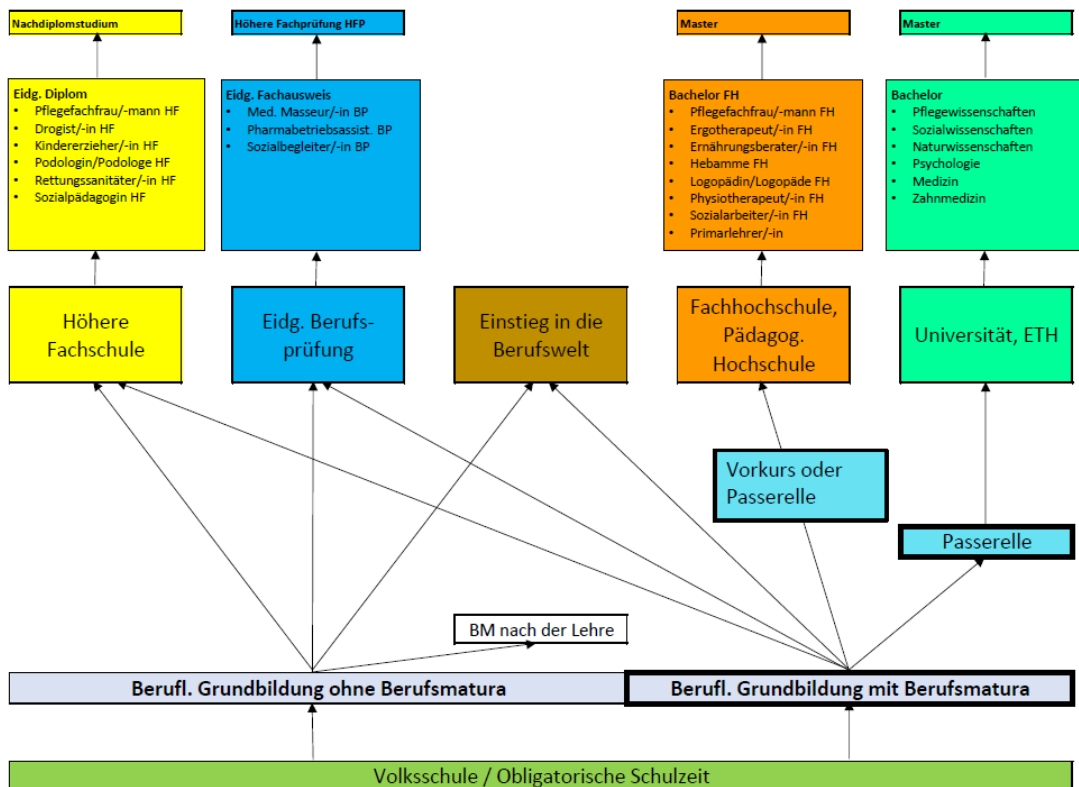 Nachdiplomstudium
Höhere Fachprüfung HFP
Master
Master
Eidg. Diplom
• Pflegefachfrau/-mann HF
• Drogist/-in HF
• Kindererzieher/-in HF
• Podologin/Podologe HF
• Rettungssanitäter/-in HF
• Sozialpädagogin HF
Eidg. Fachausweis
• Med. Masseur/-in BP
• Pharmabetriebsassist. BP
• Sozialbegleiter/-in BP
Bachelor FH
• Pflegefachfrau/-mann FH
• Ergotherapeut/-in FH
• Ernährungsberater/-in FH
• Hebamme FH
• Logopädin/Logopäde FH
• Physiotherapeut/-in FH
• Sozialarbeiter/-in FH
• Primarlehrer/-in
Bachelor
• Pflegewissenschaften
• Sozialwissenschaften
• Naturwissenschaften
• Psychologie
• Medizin
• Zahnmedizin
Höhere
Fachschule
Eidg. Berufs-
prüfung
Einstieg in die
Berufswelt
Fachhochschule,
Pädagog.
Hochschule
Universität, ETH
Vorkurs oder
Passerelle
Passerelle
BM nach der Lehre
Berufl. Grundbildung ohne Berufsmatura
Berufl. Grundbildung mit Berufsmatura
Volksschule / Obligatorische Schulzeit